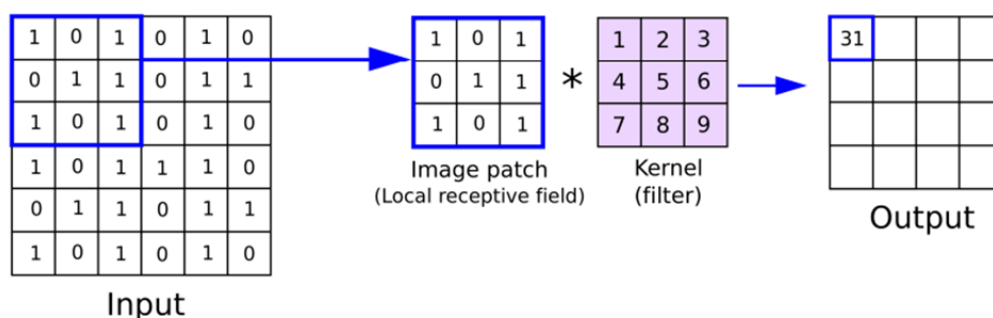 1 0 1 0 1 0
0 1 1 0 1 1
1 0 1 0 1 0
1 0 1 1 1 0
0 1 1 0 1 1
1 0 1 0 1 0
Input
1 0 1
0 1 1
1 0 1
Image patch
(Local receptive field)
*
1 2 3
4 5 6
7 8 9
Kernel
(filter)
31
Output